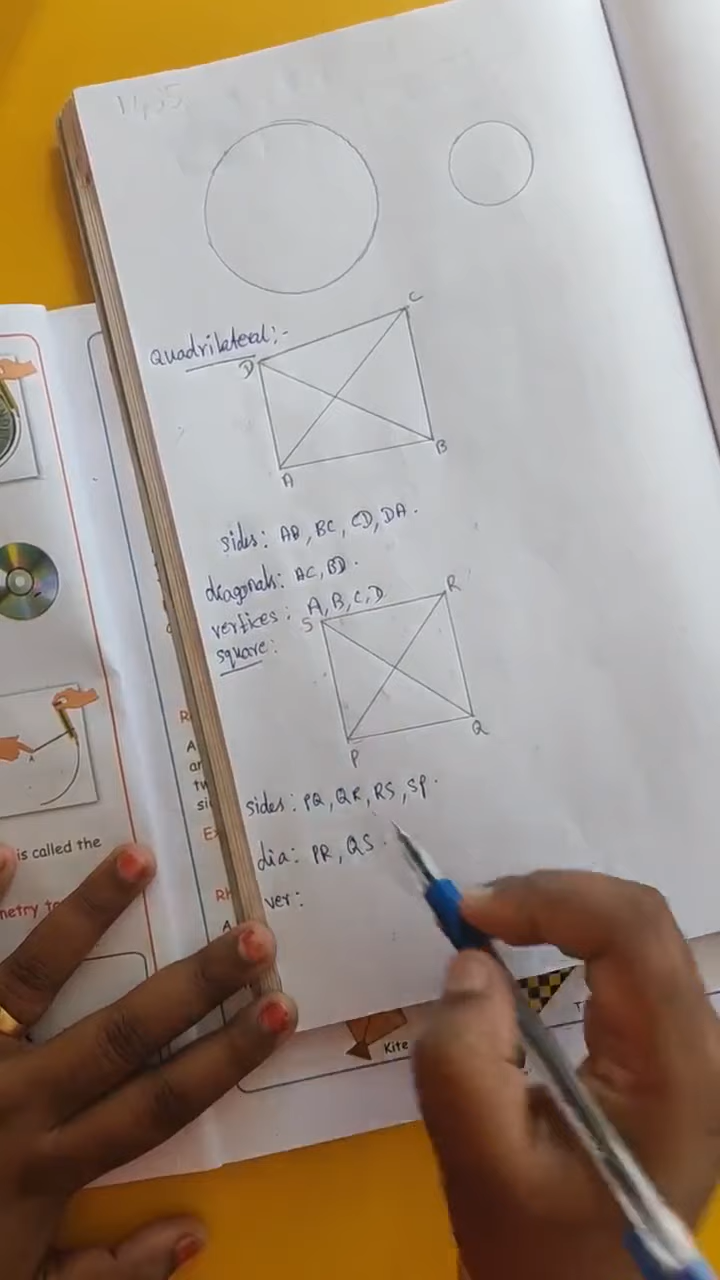 Quadrilateral:-
D
C
A
B
sides: AB, BC, CD, DA.
diagonals: AC, BD.
vertices: A, B, C, D
square:
S
R
P
Q
sides: PQ, QR, RS, SP.
dia: PR, QS.
ver:
is called the
Kite